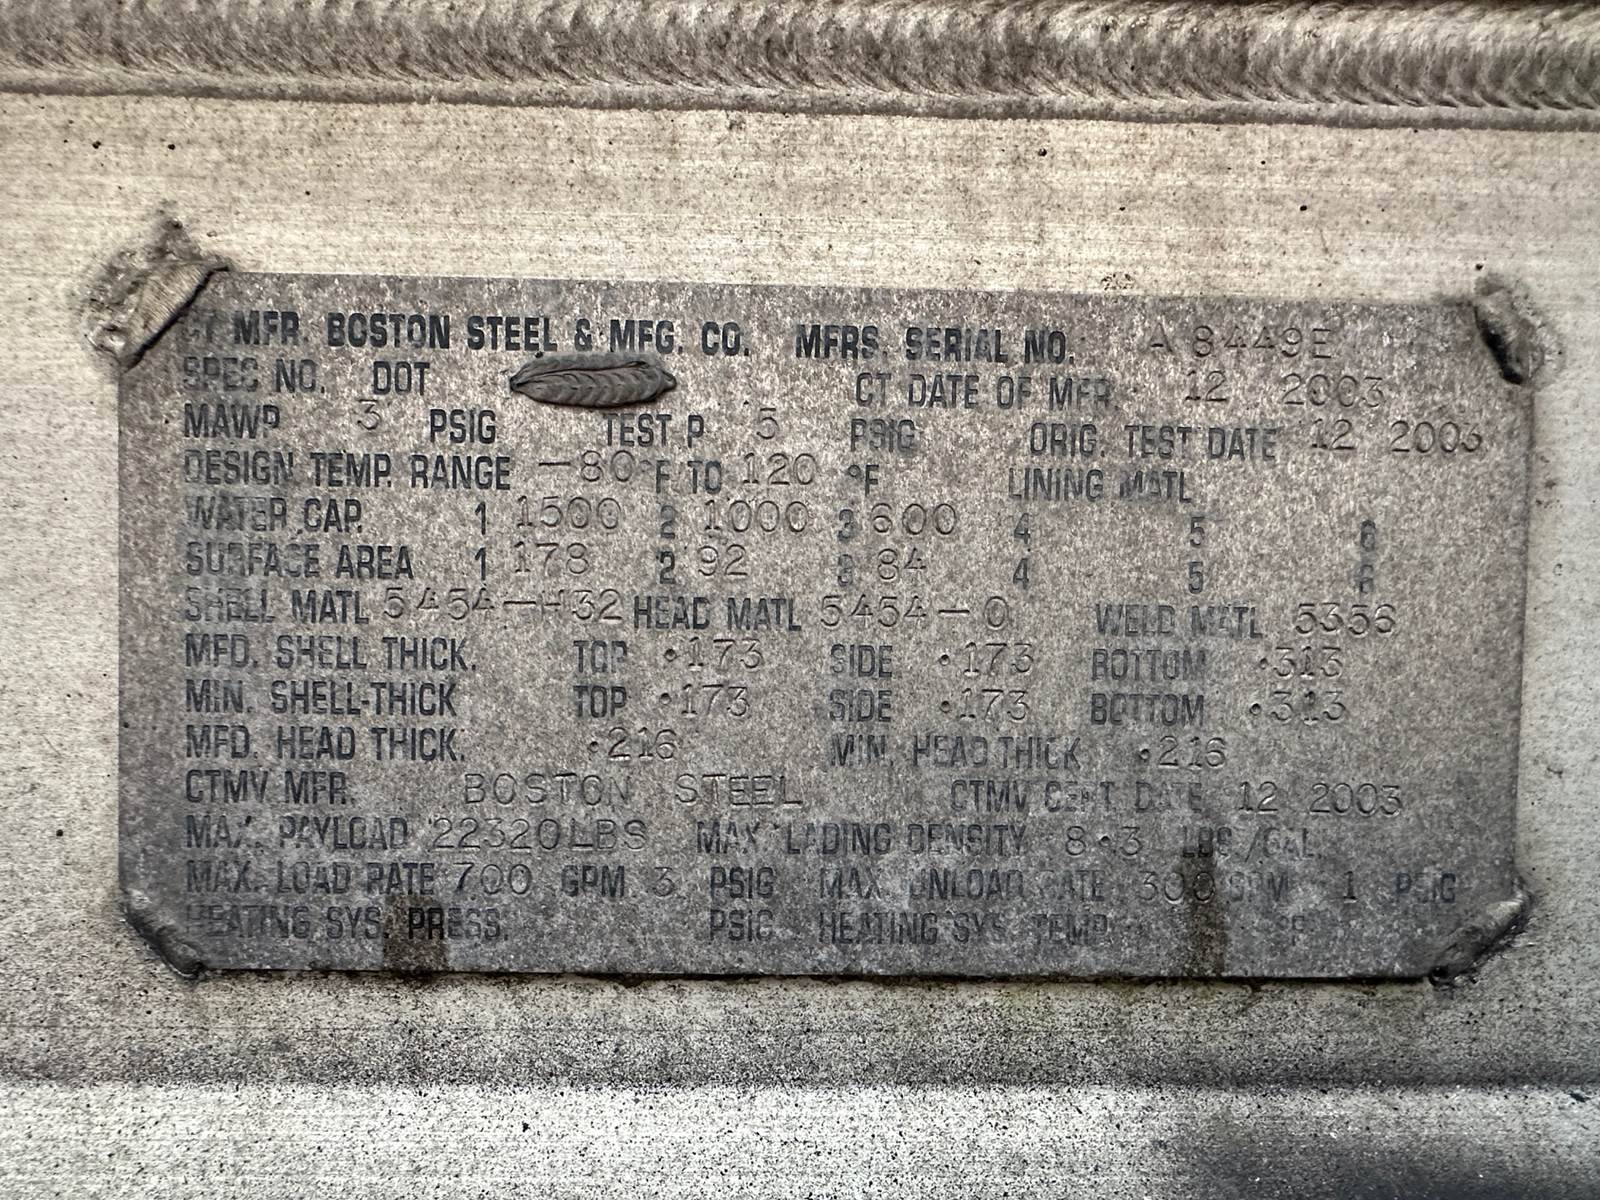 CT MFR. BOSTON STEEL & MFG. CO. MFRS. SERIAL NO. A8449E
SPEC NO. DOT CT DATE OF MFR. 12 2003
MAWP 3 PSIG TEST P 5 PSIG ORIG. TEST DATE 12 2003
DESIGN TEMP. RANGE -80 °F TO 120 °F LINING MATL
WATER CAP. 1 1500 2 1000 3 600 4 5 6
SURFACE AREA 1 178 2 92 3 84 4 5 6
SHELL MATL 5454-H32 HEAD MATL 5454-0 WELD MATL 5356
MFD. SHELL THICK. TOP .173 SIDE .173 BOTTOM .313
MIN. SHELL-THICK TOP .173 SIDE .173 BOTTOM .313
MFD. HEAD THICK. .216 MIN. HEAD THICK .216
CTMV MFR. BOSTON STEEL CTMV CERT. DATE 12 2003
MAX. PAYLOAD 22320LBS MAX LADING DENSITY 8.3 LBS./GAL.
MAX. LOAD RATE 700 GPM 3 PSIG MAX UNLOAD RATE 300 GPM 1 PSIG
HEATING SYS. PRESS. PSIG HEATING SYS. TEMP °F